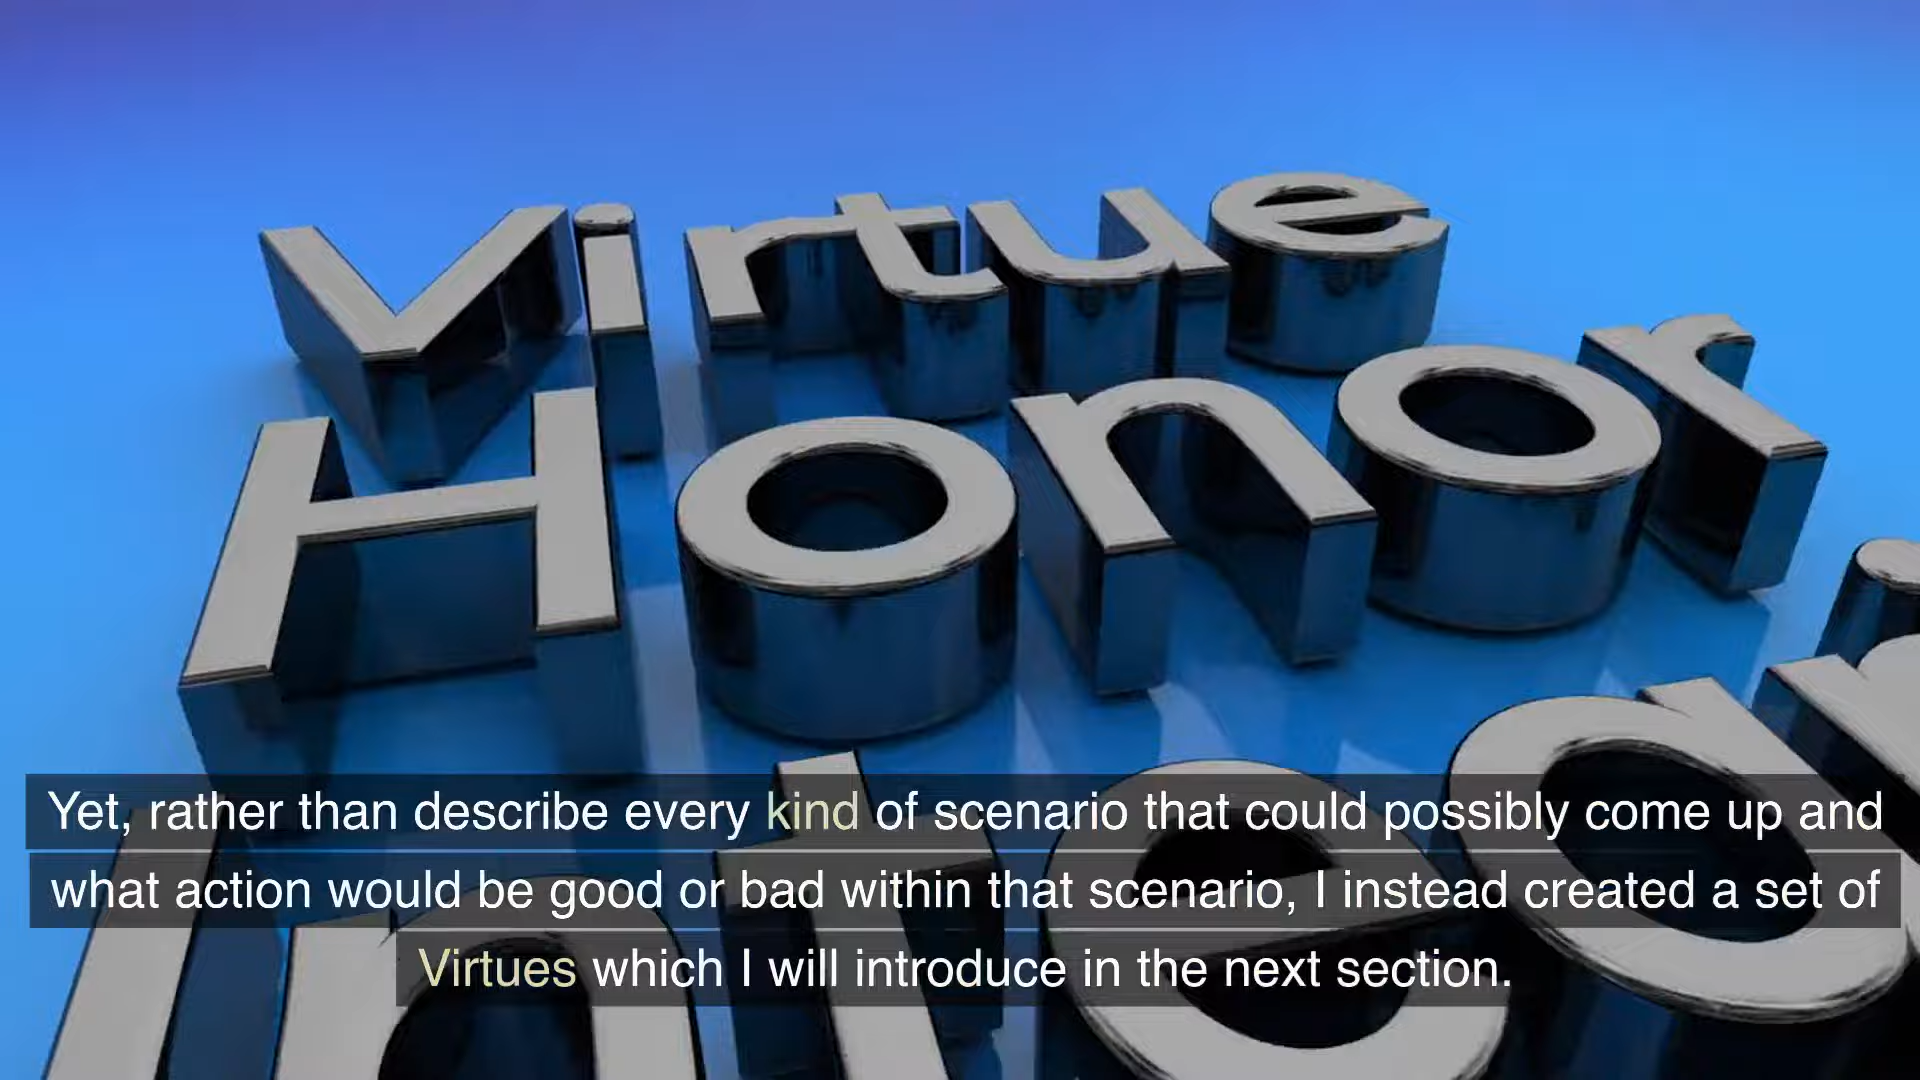 Virtue
Honor
Yet, rather than describe every kind of scenario that could possibly come up and
what action would be good or bad within that scenario, I instead created a set of
Virtues which I will introduce in the next section.